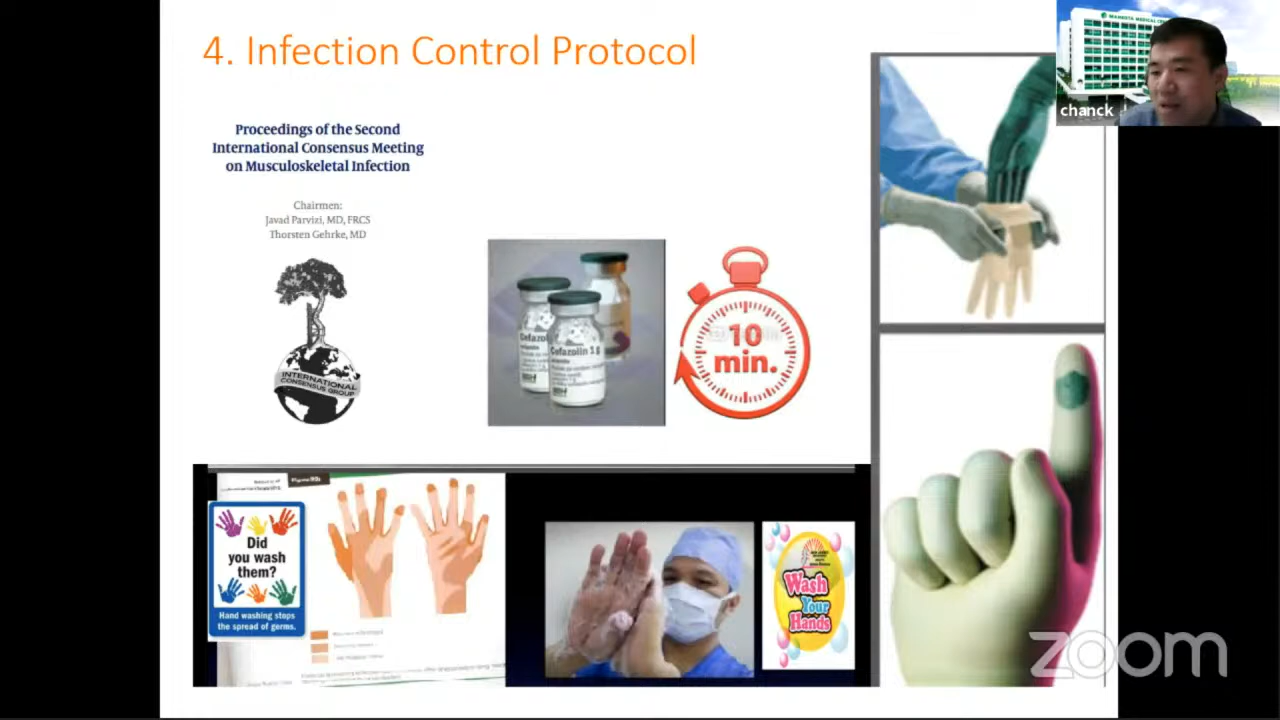 4. Infection Control Protocol
Proceedings of the Second
International Consensus Meeting
on Musculoskeletal Infection
Chairmen:
Javad Parvizi, MD, FRCS
Thorsten Gehrke, MD
INTERNATIONAL
CONSENSUS GROUP
Cefazolin 1 g
10
min.
Did
you wash
them?
Hand washing stops
the spread of germs.
Wash
Your
Hands
chanck
zoom